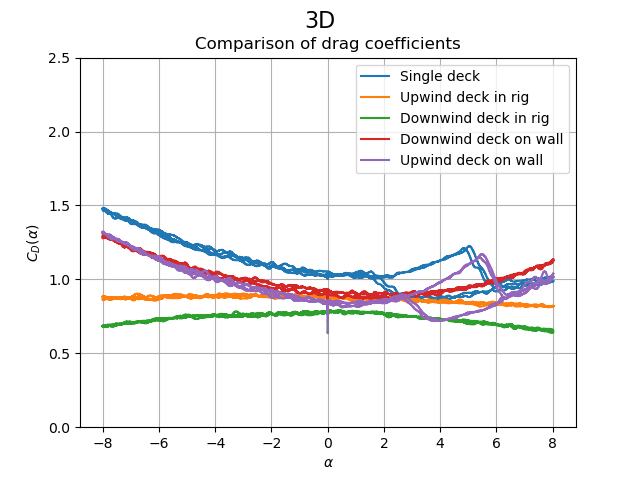 3D
Comparison of drag coefficients
2.5
2.0
1.5
1.0
0.5
0.0
C_D(α)
Single deck
Upwind deck in rig
Downwind deck in rig
Downwind deck on wall
Upwind deck on wall
−8 −6 −4 −2 0 2 4 6 8
α